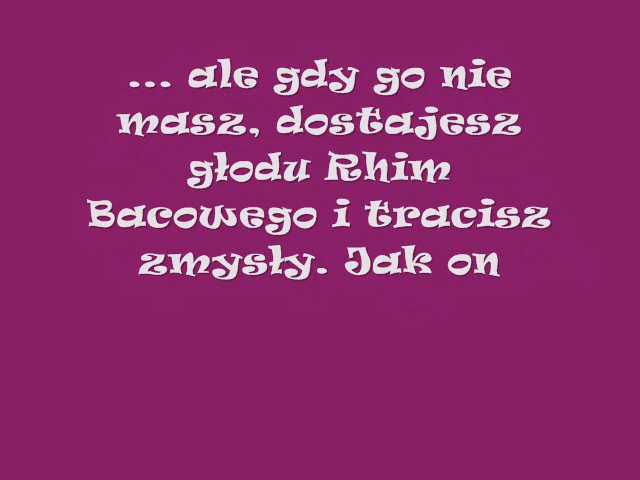 ... ale gdy go nie
masz, dostajesz
głodu Rhim
Bacowego i tracisz
zmysły. Jak on